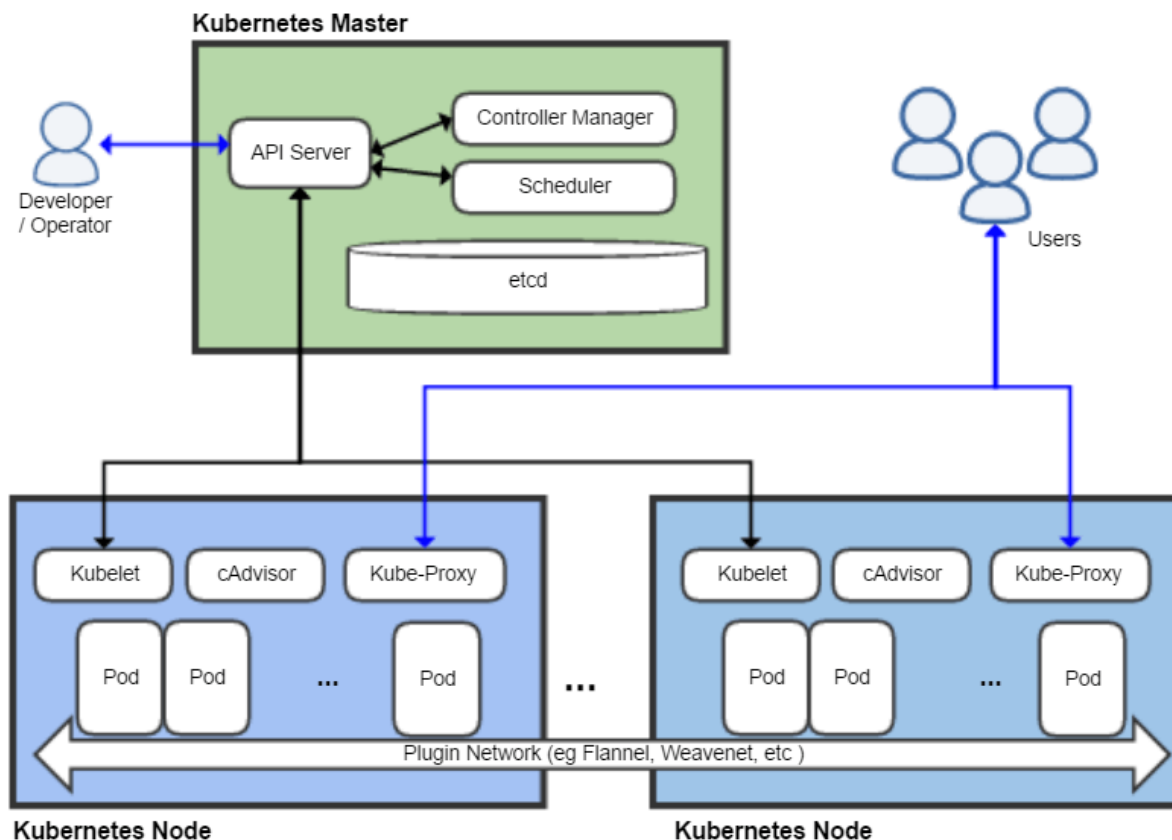 Kubernetes Master
Controller Manager
API Server
Scheduler
Developer
/ Operator
Users
etcd
Kubelet
cAdvisor
Kube-Proxy
Pod
Pod
...
Pod
...
Kubelet
cAdvisor
Kube-Proxy
Pod
Pod
...
Pod
Plugin Network (eg Flannel, Weavenet, etc )
Kubernetes Node
Kubernetes Node